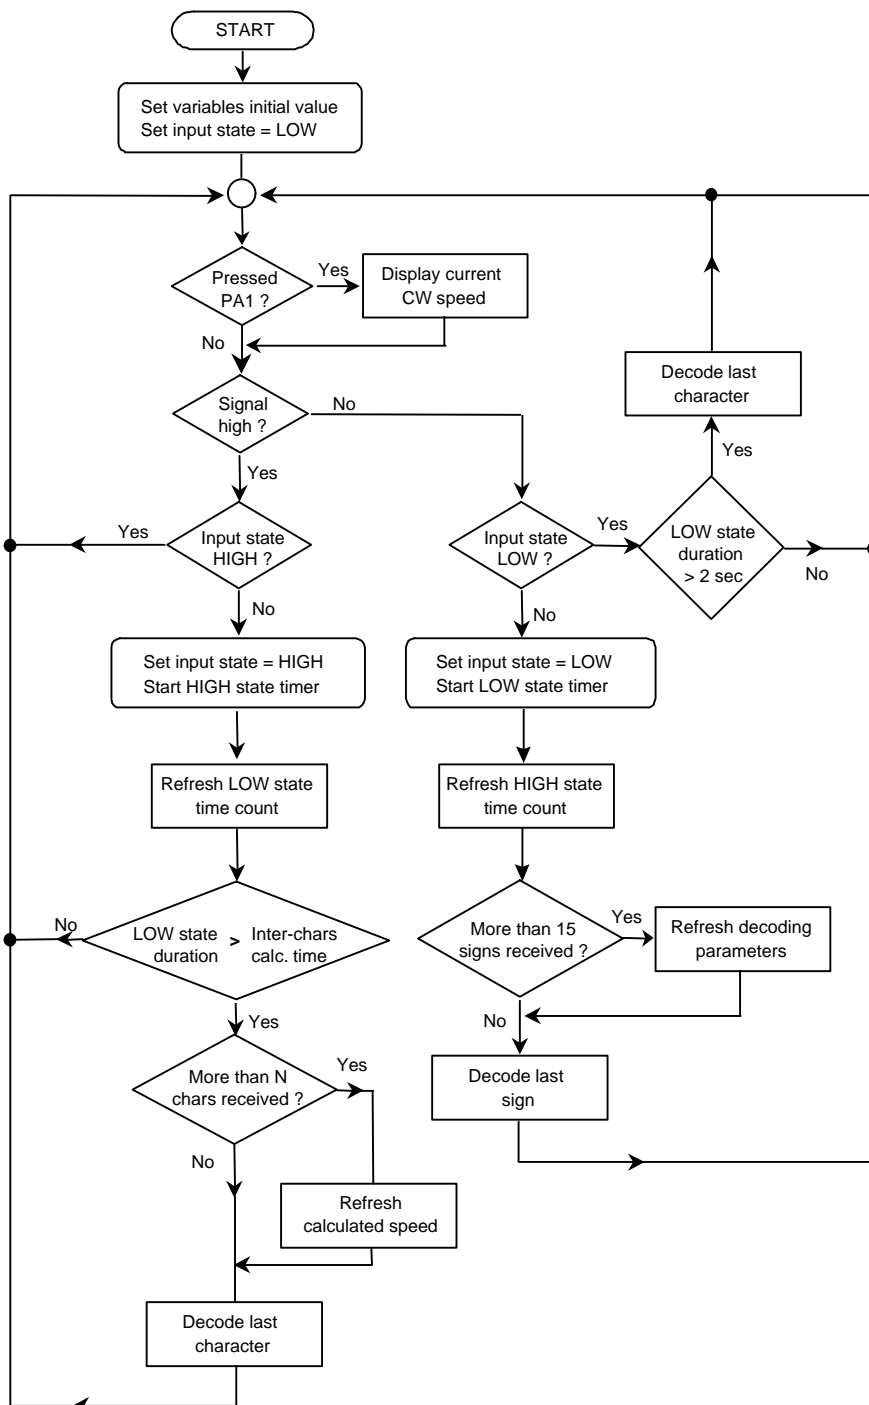 START
Set variables initial value
Set input state = LOW
Pressed
PA1 ?
Yes
Display current
CW speed
No
Signal
high ?
No
Yes
Decode last
character
Yes
Input state
HIGH ?
Yes
No
Input state
LOW ?
Yes
No
LOW state
duration
> 2 sec
No
Set input state = HIGH
Start HIGH state timer
Set input state = LOW
Start LOW state timer
Refresh LOW state
time count
Refresh HIGH state
time count
No
LOW state
duration
>
Inter-chars
calc. time
Yes
More than 15
signs received ?
Yes
Refresh decoding
parameters
No
Decode last
sign
More than N
chars received ?
Yes
No
Refresh
calculated speed
Decode last
character